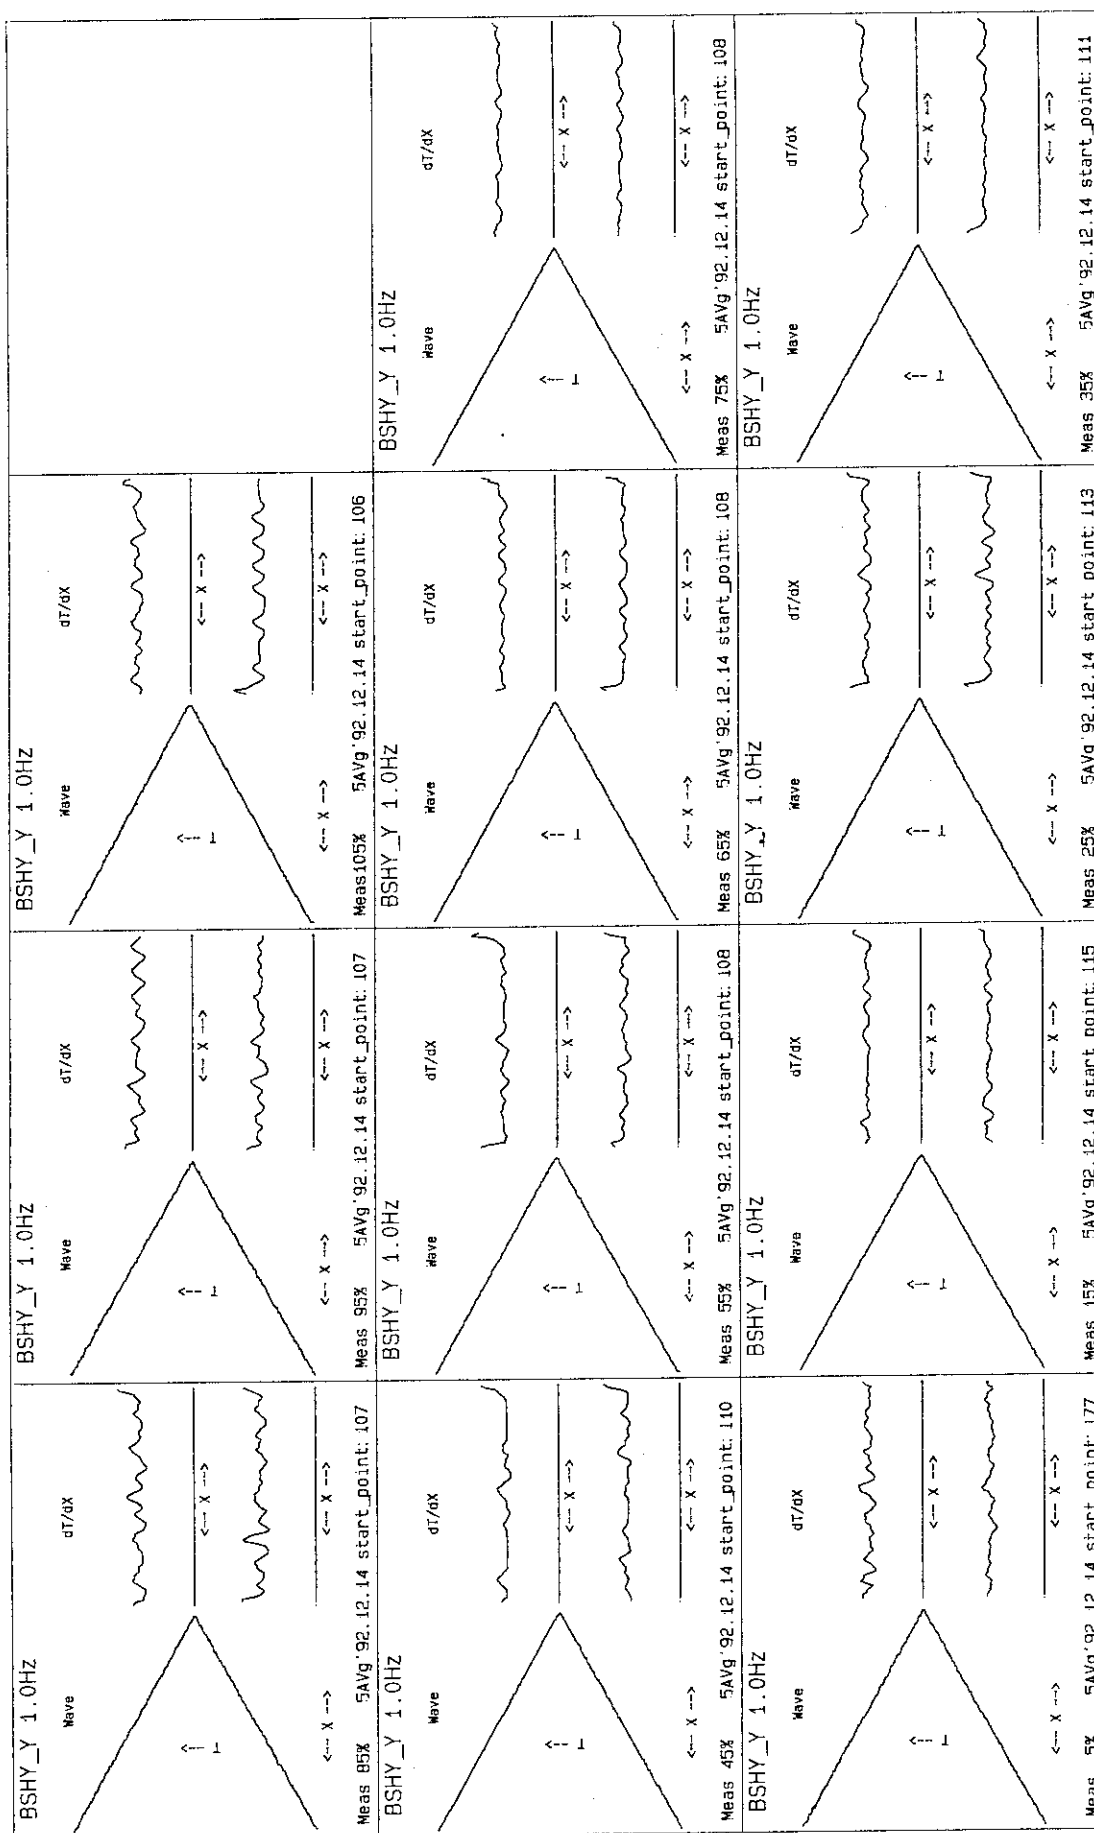 BSHY_Y 1.0HZ
Wave dT/dX
<-- T
<-- X -->
<-- X -->
<-- X -->
Meas 85% 5AVg'92.12.14 start_point: 107
BSHY_Y 1.0HZ
Wave dT/dX
<-- T
<-- X -->
<-- X -->
<-- X -->
Meas 95% 5AVg'92.12.14 start_point: 107
BSHY_Y 1.0HZ
Wave dT/dX
<-- T
<-- X -->
<-- X -->
<-- X -->
Meas105% 5AVg'92.12.14 start_point: 106
BSHY_Y 1.0HZ
Wave dT/dX
<-- T
<-- X -->
<-- X -->
<-- X -->
Meas 45% 5AVg'92.12.14 start_point: 110
BSHY_Y 1.0HZ
Wave dT/dX
<-- T
<-- X -->
<-- X -->
<-- X -->
Meas 55% 5AVg'92.12.14 start_point: 108
BSHY_Y 1.0HZ
Wave dT/dX
<-- T
<-- X -->
<-- X -->
<-- X -->
Meas 65% 5AVg'92.12.14 start_point: 108
BSHY_Y 1.0HZ
Wave dT/dX
<-- T
<-- X -->
<-- X -->
<-- X -->
Meas 75% 5AVg'92.12.14 start_point: 108
BSHY_Y 1.0HZ
Wave dT/dX
<-- T
<-- X -->
<-- X -->
<-- X -->
Meas 5% 5AVg'92.12.14 start_point: 177
BSHY_Y 1.0HZ
Wave dT/dX
<-- T
<-- X -->
<-- X -->
<-- X -->
Meas 15% 5AVg'92.12.14 start_point: 115
BSHY_Y 1.0HZ
Wave dT/dX
<-- T
<-- X -->
<-- X -->
<-- X -->
Meas 25% 5AVg'92.12.14 start_point: 113
BSHY_Y 1.0HZ
Wave dT/dX
<-- T
<-- X -->
<-- X -->
<-- X -->
Meas 35% 5AVg'92.12.14 start_point: 111